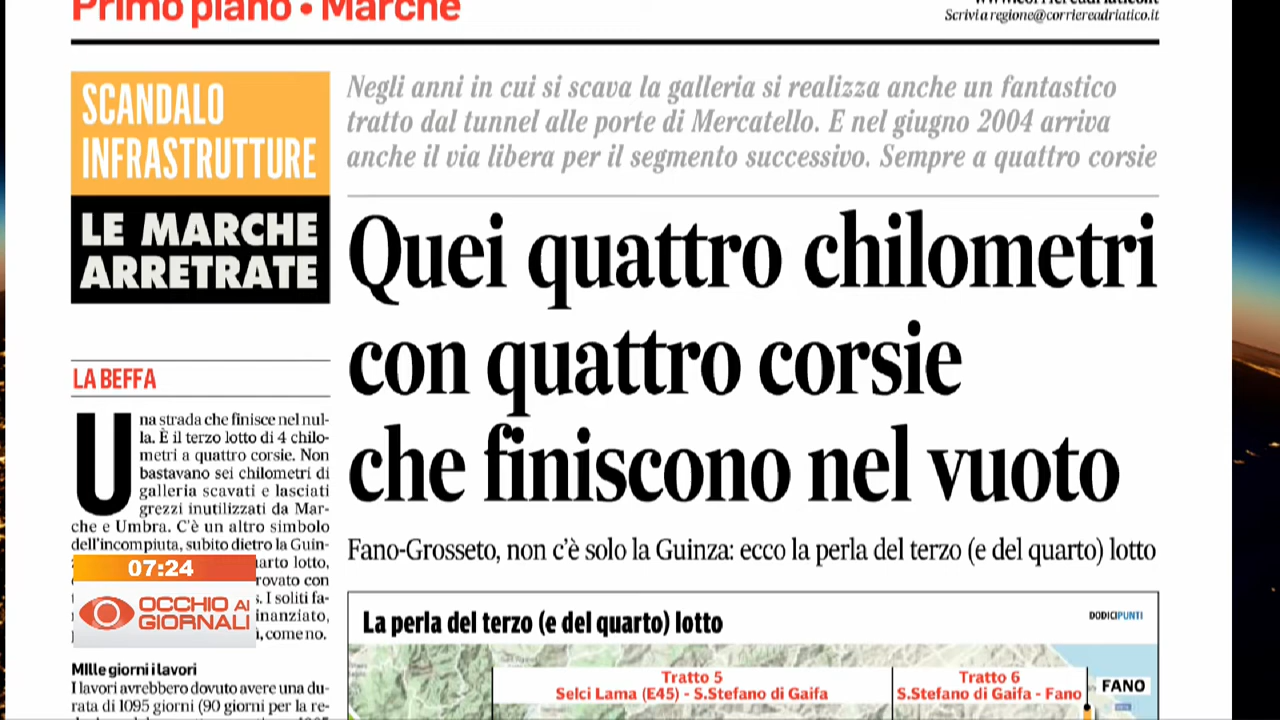 Primo piano • Marche
www.corriereadriatico.it
Scrivi a regione@corriereadriatico.it
SCANDALO
INFRASTRUTTURE
LE MARCHE
ARRETRATE
Negli anni in cui si scava la galleria si realizza anche un fantastico
tratto dal tunnel alle porte di Mercatello. E nel giugno 2004 arriva
anche il via libera per il segmento successivo. Sempre a quattro corsie
Quei quattro chilometri
con quattro corsie
che finiscono nel vuoto
Fano-Grosseto, non c'è solo la Guinza: ecco la perla del terzo (e del quarto) lotto
LA BEFFA
Una strada che finisce nel nul-
la. È il terzo lotto di 4 chilo-
metri a quattro corsie. Non
bastavano sei chilometri di
galleria scavati e lasciati
grezzi inutilizzati da Mar-
che e Umbra. C'è un altro simbolo
dell'incompiuta, subito dietro la Guin-
arto lotto,
rovato con
s. I soliti fa-
inanziato,
, come no.
07:24
OCCHIO AI
GIORNALI
MIlle giorni i lavori
I lavori avrebbero dovuto avere una du-
rata di 1095 giorni (90 giorni per la re-
La perla del terzo (e del quarto) lotto
DODICIPUNTI
Tratto 5
Selci Lama (E45) - S.Stefano di Gaifa
Tratto 6
S.Stefano di Gaifa - Fano
FANO